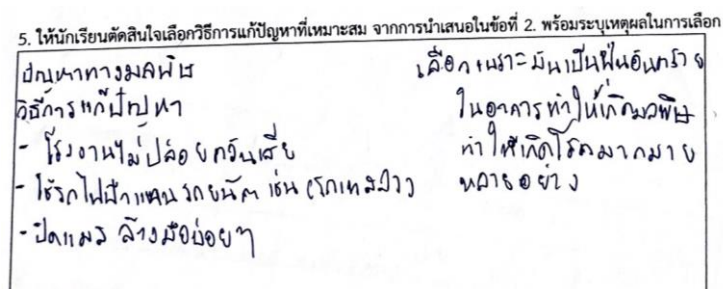 5. ให้นักเรียนตัดสินใจเลือกวิธีการแก้ปัญหาที่เหมาะสม จากการนำเสนอในข้อที่ 2. พร้อมระบุเหตุผลในการเลือก
ปัญหาทางมลพิษ
วิธีการแก้ปัญหา
- โรงงานไม่ปล่อยควันเสีย
- ใช้รถไฟฟ้าแทนรถยนต์ เช่น
- ปิดแมส ล้างมือบ่อยๆ
เลือกเพราะมันเป็นฝุ่นอันตราย
ในอาคารทำให้เกิดมลพิษ
ทำให้เกิดโรคมากมาย
หลายอย่าง